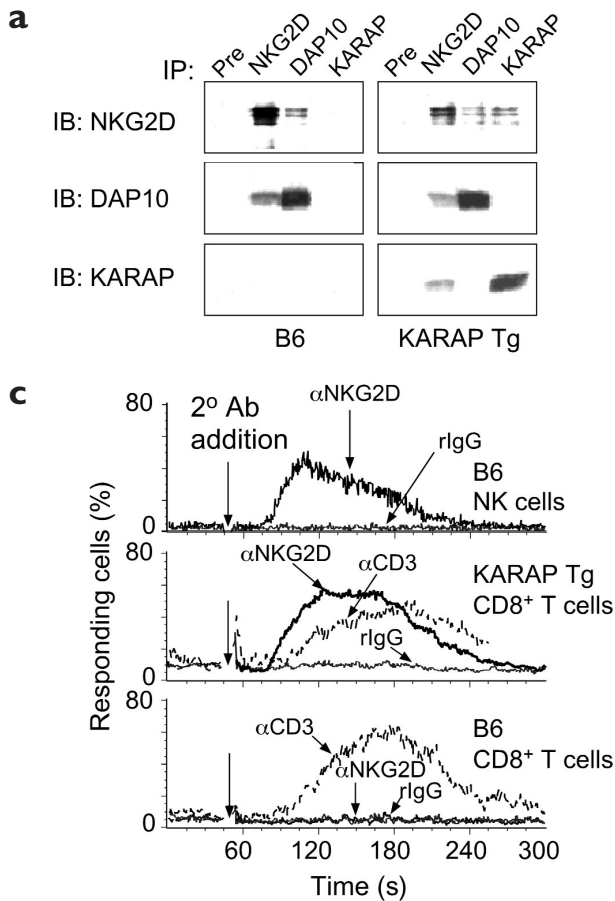 a
IP: Pre NKG2D DAP10 KARAP Pre NKG2D DAP10 KARAP
IB: NKG2D
IB: DAP10
IB: KARAP
B6 KARAP Tg
c
Responding cells (%)
80
0
2º Ab
addition
αNKG2D
rIgG
B6
NK cells
80
0
αNKG2D
αCD3
rIgG
KARAP Tg
CD8⁺ T cells
80
0
αCD3
αNKG2D
rIgG
B6
CD8⁺ T cells
60 120 180 240 300
Time (s)